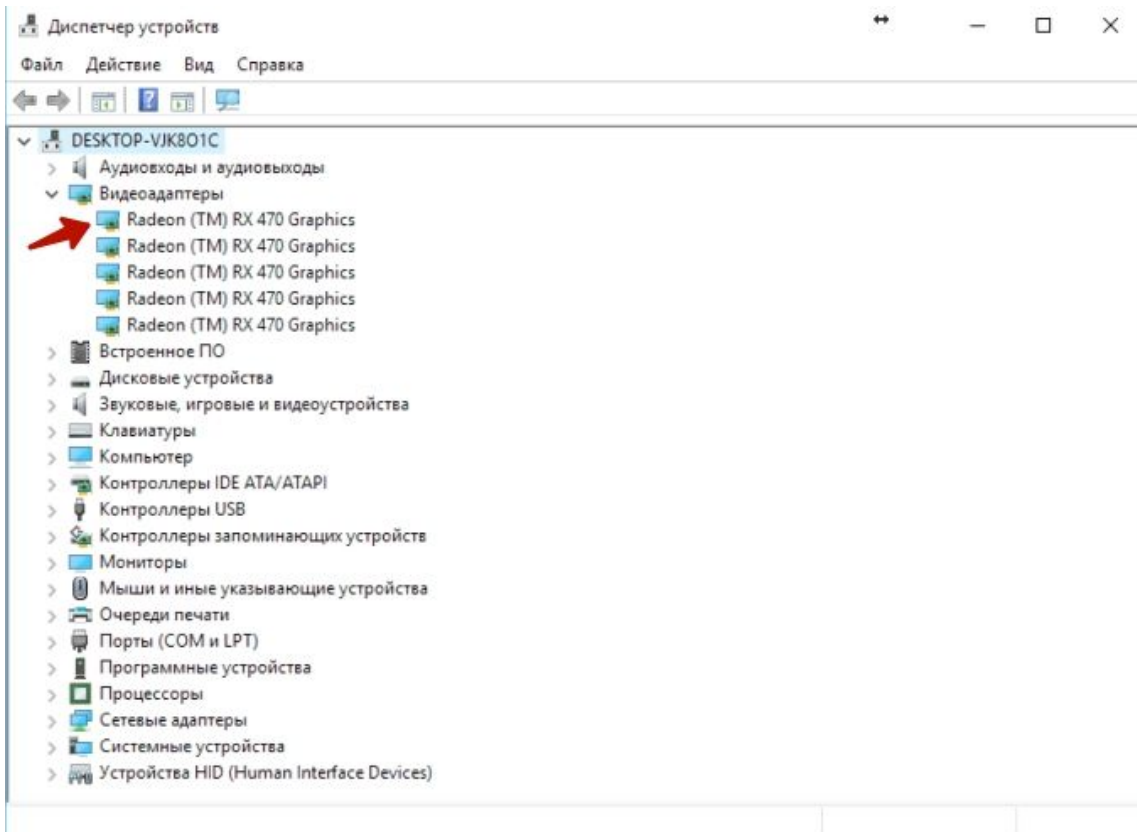 Диспетчер устройств
Файл Действие Вид Справка
DESKTOP-VJK8O1C
Аудиовходы и аудиовыходы
Видеоадаптеры
Radeon (TM) RX 470 Graphics
Radeon (TM) RX 470 Graphics
Radeon (TM) RX 470 Graphics
Radeon (TM) RX 470 Graphics
Radeon (TM) RX 470 Graphics
Встроенное ПО
Дисковые устройства
Звуковые, игровые и видеоустройства
Клавиатуры
Компьютер
Контроллеры IDE ATA/ATAPI
Контроллеры USB
Контроллеры запоминающих устройств
Мониторы
Мыши и иные указывающие устройства
Очереди печати
Порты (COM и LPT)
Программные устройства
Процессоры
Сетевые адаптеры
Системные устройства
Устройства HID (Human Interface Devices)